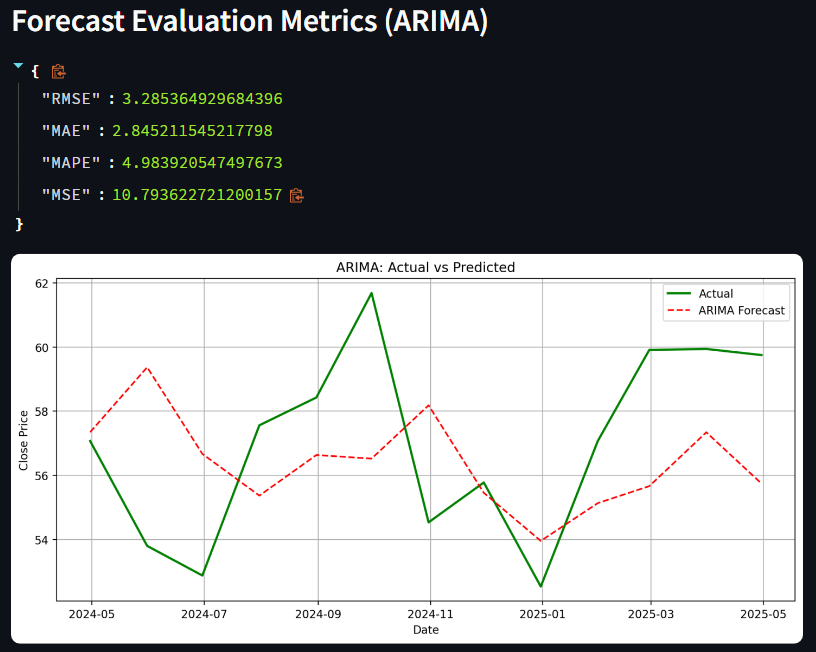 Forecast Evaluation Metrics (ARIMA)
{
"RMSE" : 3.285364929684396
"MAE" : 2.845211545217798
"MAPE" : 4.983920547497673
"MSE" : 10.793622721200157
}
ARIMA: Actual vs Predicted
Actual
ARIMA Forecast
62
60
58
56
54
Close Price
2024-05 2024-07 2024-09 2024-11 2025-01 2025-03 2025-05
Date